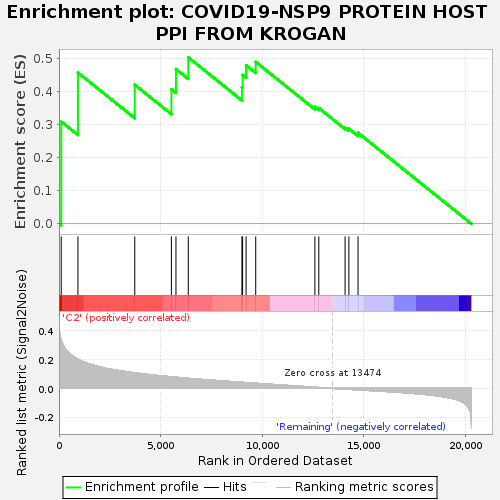 Enrichment plot: COVID19-NSP9 PROTEIN HOST
PPI FROM KROGAN
Enrichment score (ES)
0.5
0.4
0.3
0.2
0.1
0.0
'C2' (positively correlated)
Ranked list metric (Signal2Noise)
0.4
0.2
0.0
-0.2
Zero cross at 13474
'Remaining' (negatively correlated)
0
5,000
10,000
15,000
20,000
Rank in Ordered Dataset
Enrichment profile
Hits
Ranking metric scores